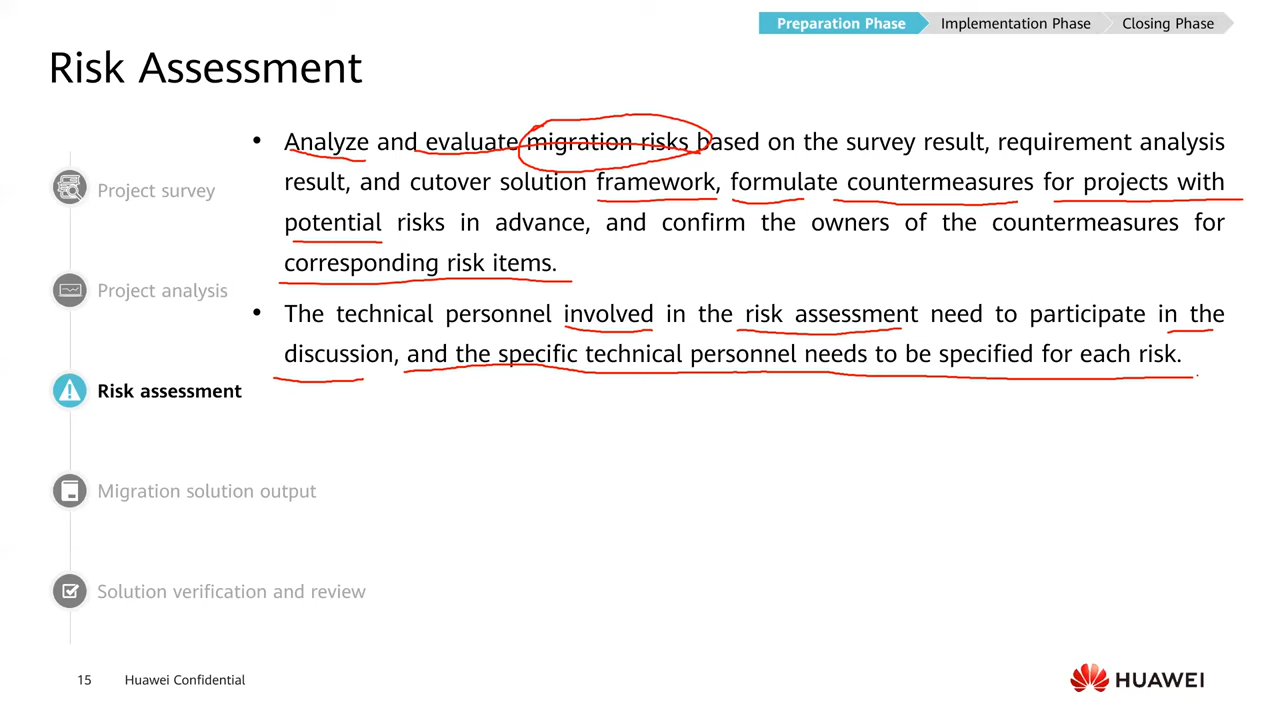 Preparation Phase
Implementation Phase
Closing Phase
Risk Assessment
• Analyze and evaluate migration risks based on the survey result, requirement analysis
result, and cutover solution framework, formulate countermeasures for projects with
potential risks in advance, and confirm the owners of the countermeasures for
corresponding risk items.
• The technical personnel involved in the risk assessment need to participate in the
discussion, and the specific technical personnel needs to be specified for each risk.
Project survey
Project analysis
Risk assessment
Migration solution output
Solution verification and review
15
Huawei Confidential
HUAWEI